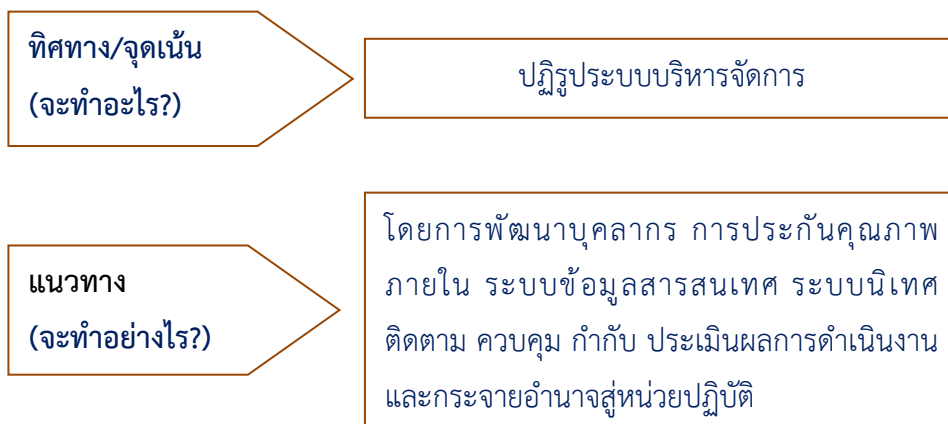 ทิศทาง/จุดเน้น
(จะทำอะไร?)
ปฏิรูประบบบริหารจัดการ
แนวทาง
(จะทำอย่างไร?)
โดยการพัฒนาบุคลากร การประกันคุณภาพ
ภายใน ระบบข้อมูลสารสนเทศ ระบบนิเทศ
ติดตาม ควบคุม กำกับ ประเมินผลการดำเนินงาน
และกระจายอำนาจสู่หน่วยปฏิบัติ